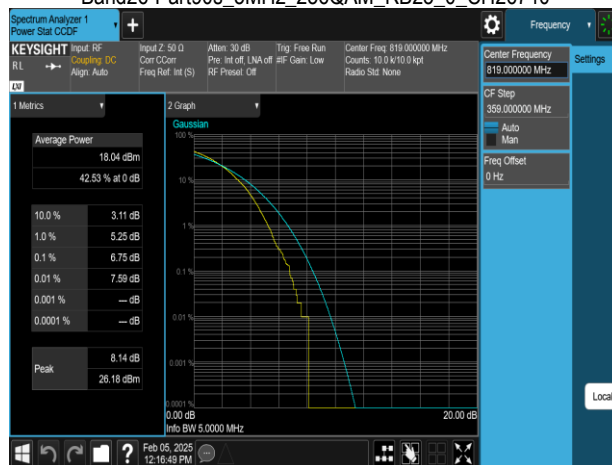 Spectrum Analyzer 1
Power Stat CCDF
Frequency
KEYSIGHT
Input: RF
Coupling: DC
Align: Auto
Input Z: 50 Ω
Corr CCorr
Freq Ref: Int (S)
Atten: 30 dB
Pre: Int off, LNA off
RF Presel: Off
Trig: Free Run
#IF Gain: Low
Center Freq: 819.000000 MHz
Counts: 10.0 k/10.0 kpt
Radio Std: None
RL
LXI
Center Frequency
819.000000 MHz
Settings
CF Step
359.000000 MHz
Auto
Man
Freq Offset
0 Hz
1 Metrics
Average Power
18.04 dBm
42.53 % at 0 dB
10.0 % 3.11 dB
1.0 % 5.25 dB
0.1 % 6.75 dB
0.01 % 7.59 dB
0.001 % --- dB
0.0001 % --- dB
Peak
8.14 dB
26.18 dBm
2 Graph
Gaussian
100 %
10 %
1 %
0.1 %
0.01 %
0.001 %
0.0001 %
0.00 dB
20.00 dB
Info BW 5.0000 MHz
Local
Feb 05, 2025
12:16:49 PM